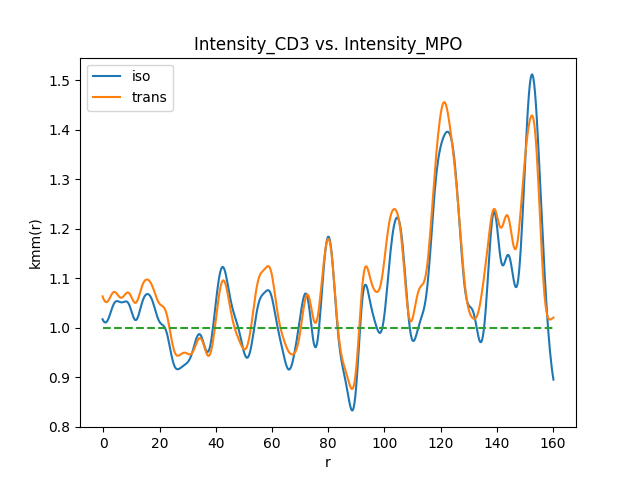 Intensity_CD3 vs. Intensity_MPO
iso
trans
kmm(r)
1.5
1.4
1.3
1.2
1.1
1.0
0.9
0.8
0 20 40 60 80 100 120 140 160
r